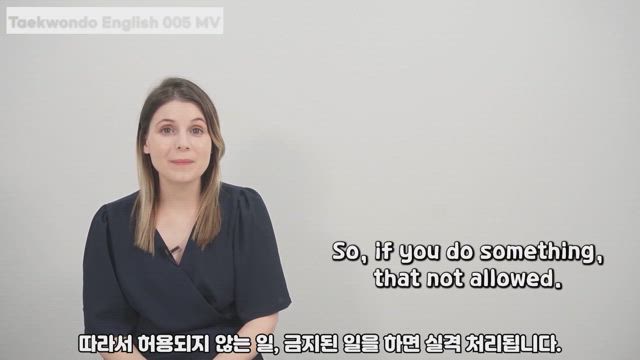 Taekwondo English 005 MV
So, if you do something,
that not allowed.
따라서 허용되지 않는 일, 금지된 일을 하면 실격 처리됩니다.